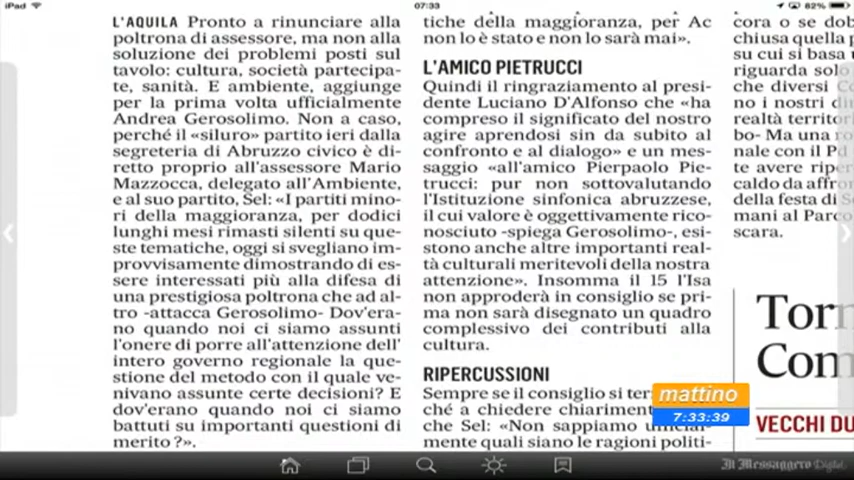 iPad
07:33
82%
L'AQUILA Pronto a rinunciare alla
poltrona di assessore, ma non alla
soluzione dei problemi posti sul
tavolo: cultura, società partecipa-
te, sanità. E ambiente, aggiunge
per la prima volta ufficialmente
Andrea Gerosolimo. Non a caso,
perché il «siluro» partito ieri dalla
segreteria di Abruzzo civico è di-
retto proprio all'assessore Mario
Mazzocca, delegato all'Ambiente,
e al suo partito, Sel: «I partiti mino-
ri della maggioranza, per dodici
lunghi mesi rimasti silenti su que-
ste tematiche, oggi si svegliano im-
provvisamente dimostrando di es-
sere interessati più alla difesa di
una prestigiosa poltrona che ad al-
tro -attacca Gerosolimo- Dov'era-
no quando noi ci siamo assunti
l'onere di porre all'attenzione dell'
intero governo regionale la que-
stione del metodo con il quale ve-
nivano assunte certe decisioni? E
dov'erano quando noi ci siamo
battuti su importanti questioni di
merito ?».
tiche della maggioranza, per Ac
non lo è stato e non lo sarà mai».
L'AMICO PIETRUCCI
Quindi il ringraziamento al presi-
dente Luciano D'Alfonso che «ha
compreso il significato del nostro
agire aprendosi sin da subito al
confronto e al dialogo» e un mes-
saggio «all'amico Pierpaolo Pie-
trucci: pur non sottovalutando
l'Istituzione sinfonica abruzzese,
il cui valore è oggettivamente rico-
nosciuto -spiega Gerosolimo-, esi-
stono anche altre importanti real-
tà culturali meritevoli della nostra
attenzione». Insomma il 15 l'Isa
non approderà in consiglio se pri-
ma non sarà disegnato un quadro
complessivo dei contributi alla
cultura.
RIPERCUSSIONI
Sempre se il consiglio si
ché a chiedere
che Sel: «Non sappiamo
mente quali siano le ragioni politi-
cora o se dob
chiusa quella p
su cui si basa
riguarda solo
che diversi
no i nostri
realtà territor
bo- Ma una
nale con il Pd
te avere
caldo da affro
della festa di S
mani al Parco
scara.
Torn
Com
VECCHI DU
mattino
7:33:39
Il Messaggero Digital